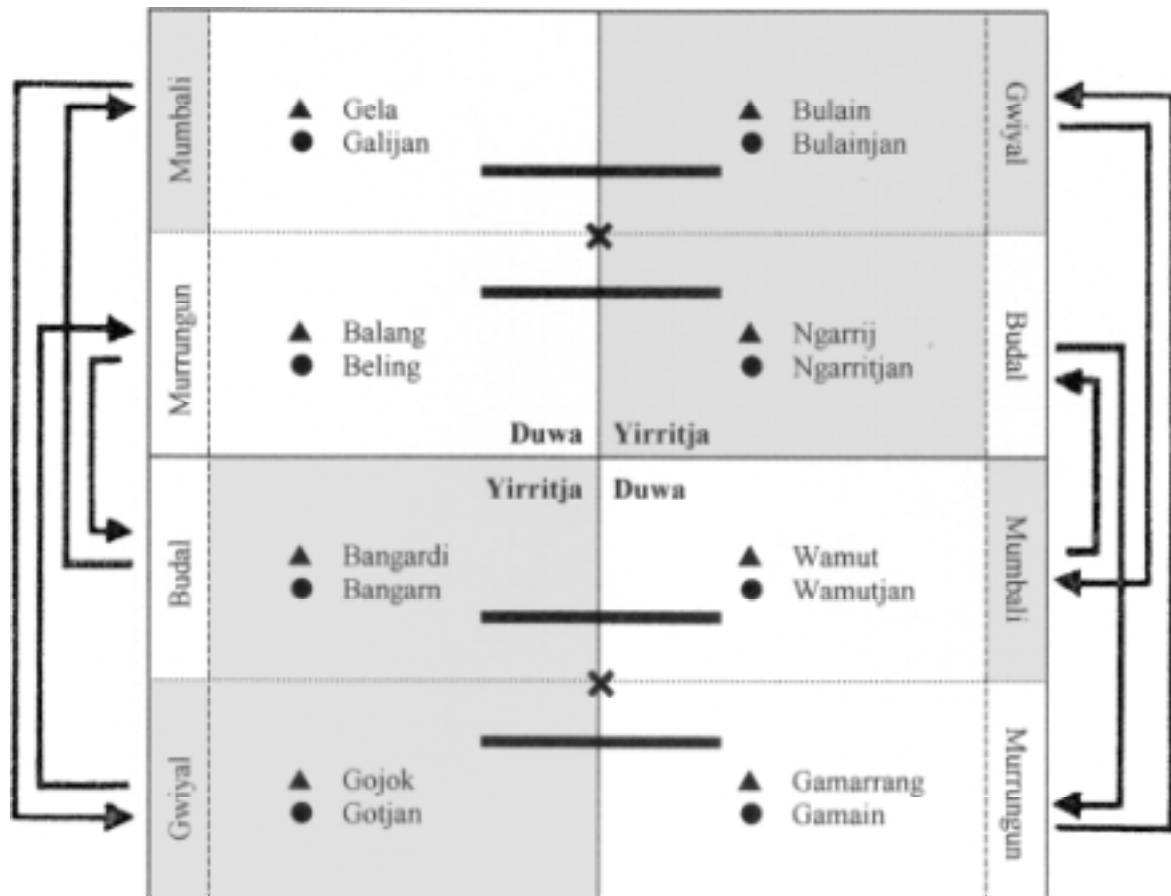 Mumbali
Gela
Galijan
Bulain
Bulainjan
Gwiyal
Murrungun
Balang
Beling
Ngarrij
Ngarritjan
Budal
Duwa
Yirritja
Yirritja
Duwa
Budal
Bangardi
Bangarn
Wamut
Wamutjan
Mumbali
Gwiyal
Gojok
Gotjan
Gamarrang
Gamain
Murrungun